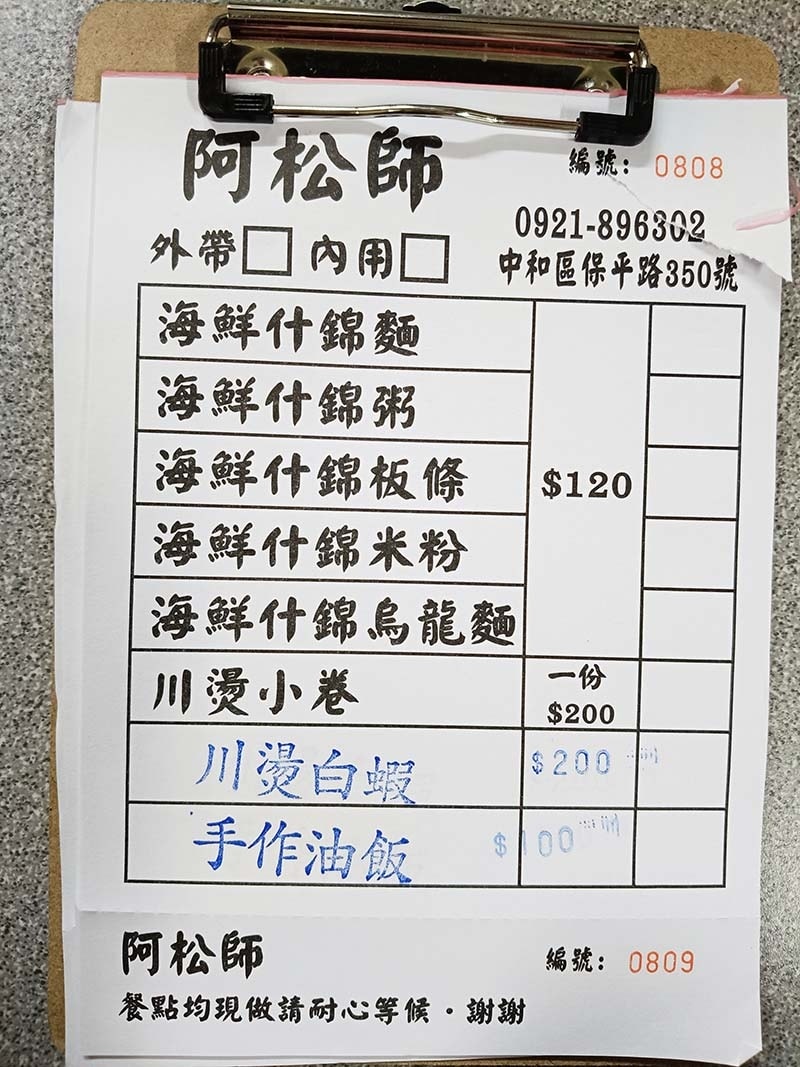 阿松師
編號: 0808
0921-896302
外帶 內用
中和區保平路350號
海鮮什錦麵
海鮮什錦粥
海鮮什錦板條
$120
海鮮什錦米粉
海鮮什錦烏龍麵
川燙小卷
一份
$200
川燙白蝦 $200
手作油飯 $100
阿松師
編號: 0809
餐點均現做請耐心等候・謝謝